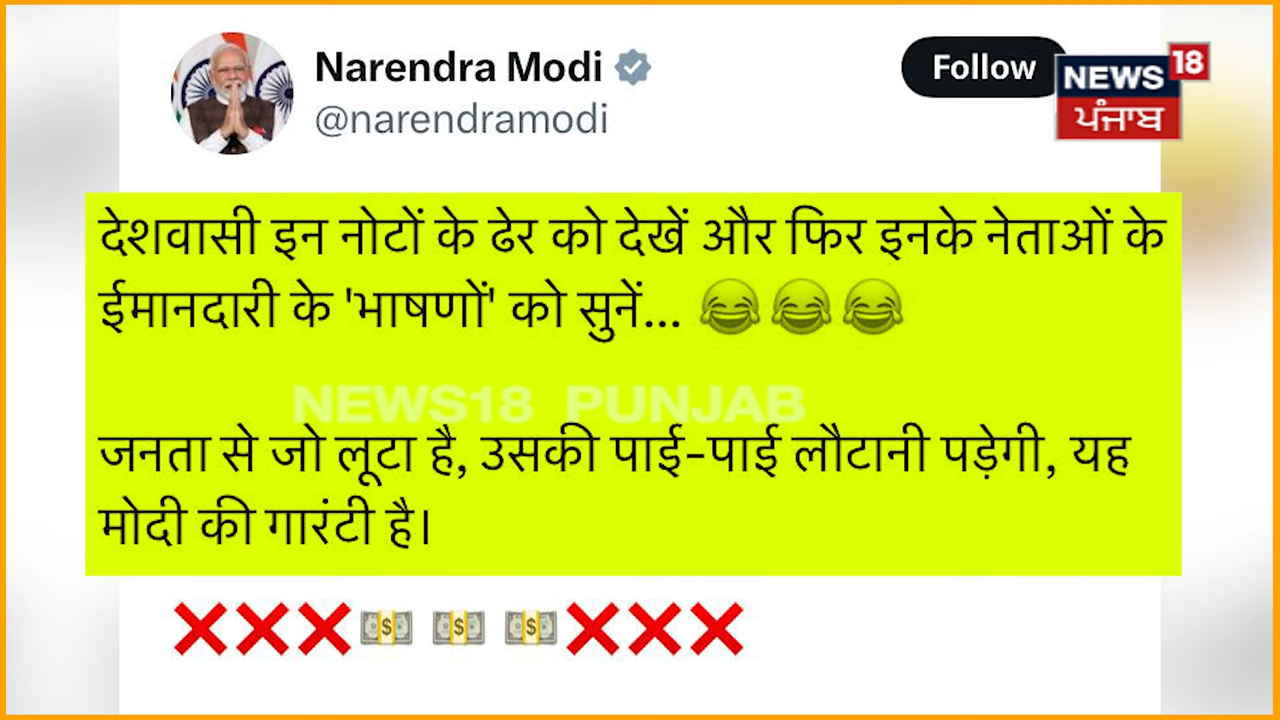 Narendra Modi
@narendramodi
Follow
NEWS 18
ਪੰਜਾਬ
देशवासी इन नोटों के ढेर को देखें और फिर इनके नेताओं के
ईमानदारी के 'भाषणों' को सुनें... 😂😂😂
NEWS18 PUNJAB
जनता से जो लूटा है, उसकी पाई-पाई लौटानी पड़ेगी, यह
मोदी की गारंटी है।
❌❌❌💵 💵 💵❌❌❌